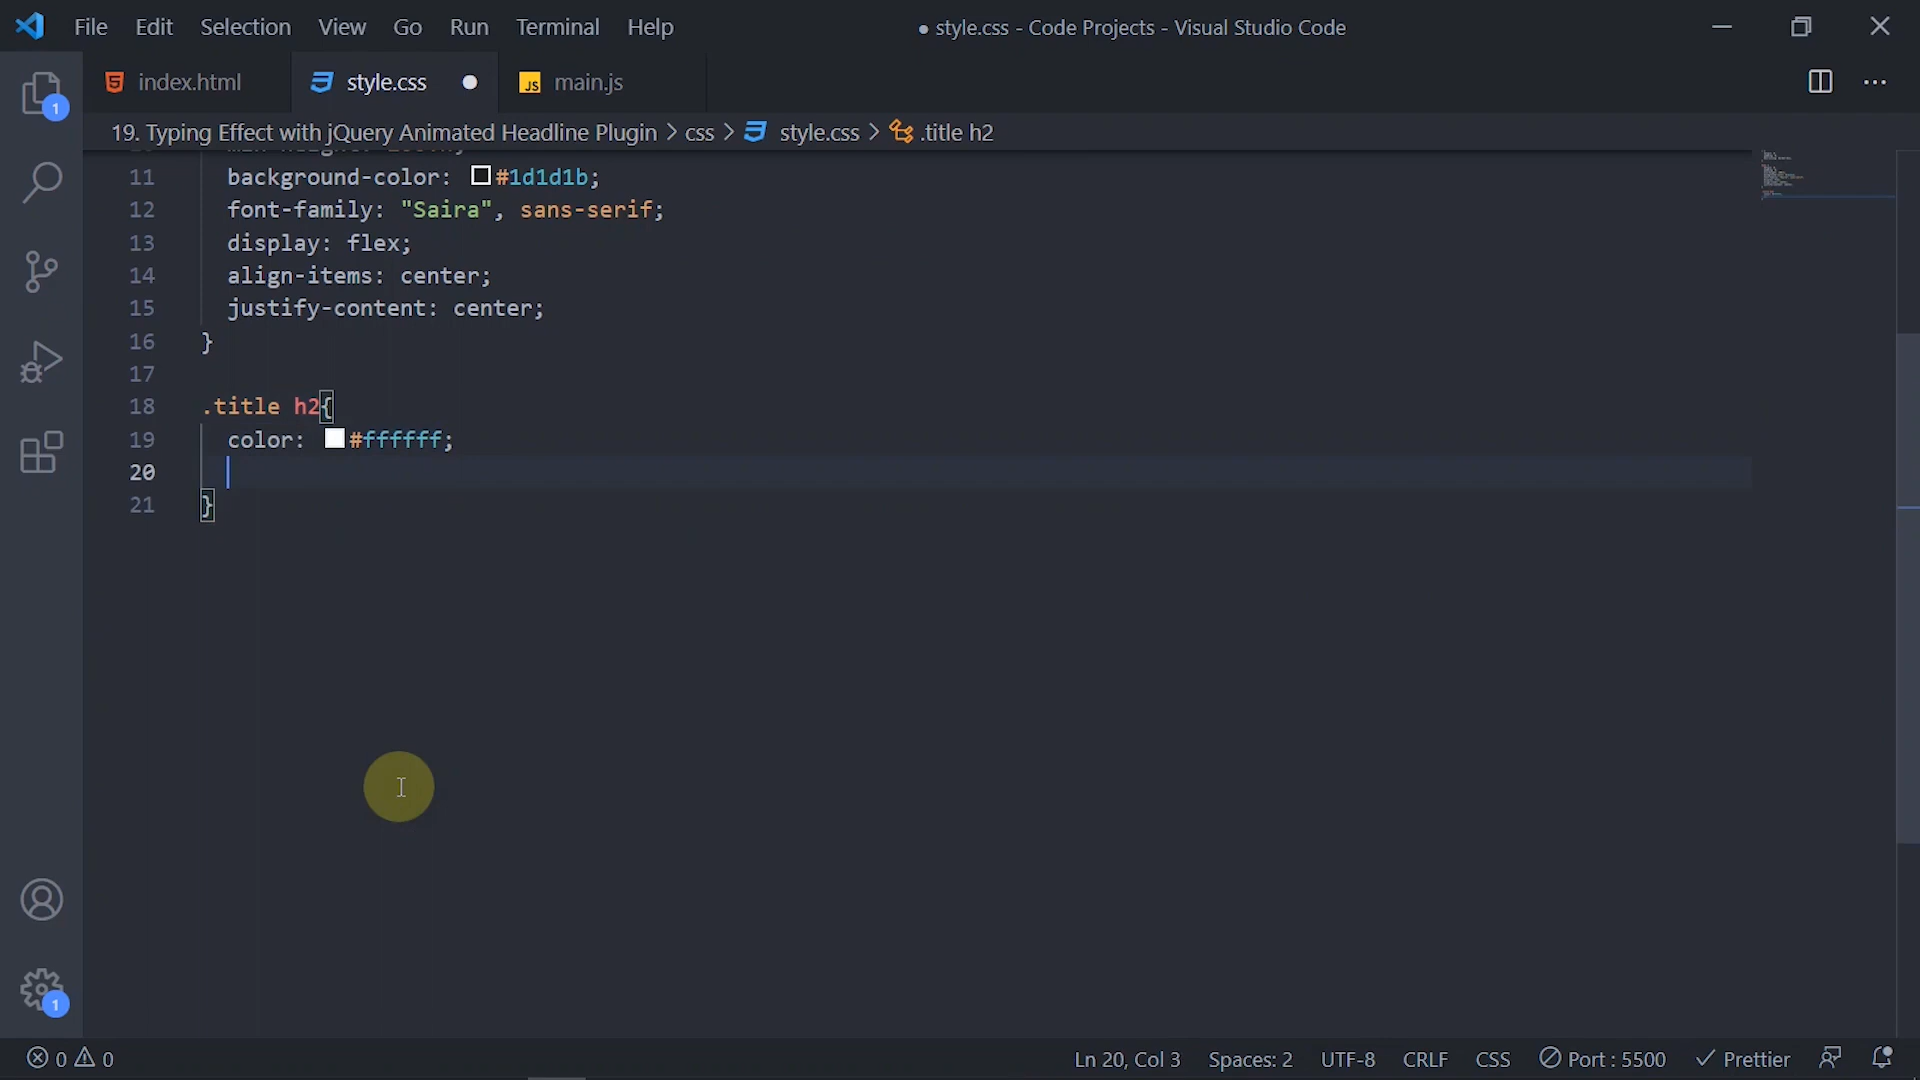 File Edit Selection View Go Run Terminal Help ● style.css - Code Projects - Visual Studio Code
index.html style.css ● JS main.js
19. Typing Effect with jQuery Animated Headline Plugin > css > style.css > .title h2
11 background-color: #1d1d1b;
12 font-family: "Saira", sans-serif;
13 display: flex;
14 align-items: center;
15 justify-content: center;
16 }
17
18 .title h2{
19 color: #ffffff;
20
21 }
1
1
0 0 Ln 20, Col 3 Spaces: 2 UTF-8 CRLF CSS Port : 5500 Prettier